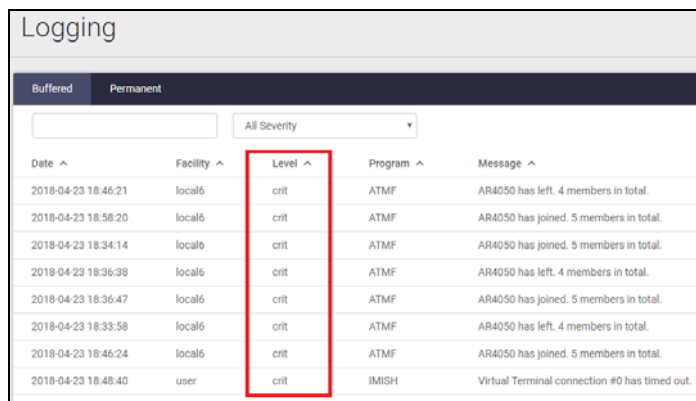 Logging
Buffered Permanent
All Severity
Date Facility Level Program Message
2018-04-23 18:46:21 local6 crit ATMF AR4050 has left. 4 members in total.
2018-04-23 18:58:20 local6 crit ATMF AR4050 has joined. 5 members in total.
2018-04-23 18:34:14 local6 crit ATMF AR4050 has joined. 5 members in total.
2018-04-23 18:36:38 local6 crit ATMF AR4050 has left. 4 members in total.
2018-04-23 18:36:47 local6 crit ATMF AR4050 has joined. 5 members in total.
2018-04-23 18:33:58 local6 crit ATMF AR4050 has left. 4 members in total.
2018-04-23 18:46:24 local6 crit ATMF AR4050 has joined. 5 members in total.
2018-04-23 18:48:40 user crit IMISH Virtual Terminal connection #0 has timed out.